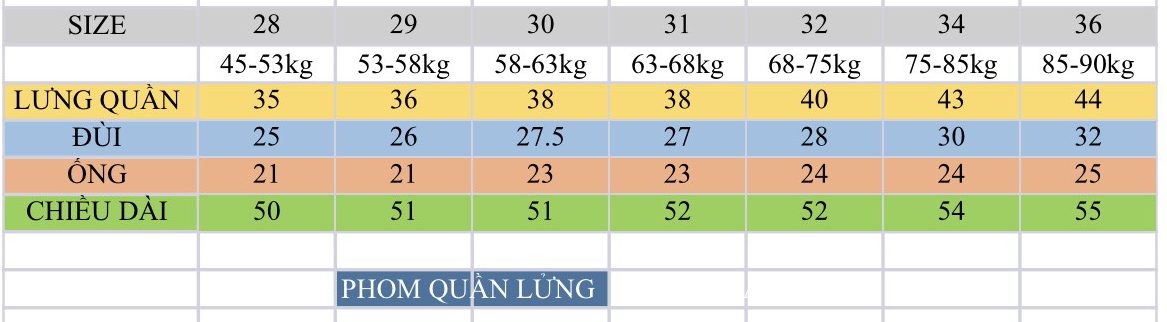 SIZE 28 29 30 31 32 34 36
45-53kg 53-58kg 58-63kg 63-68kg 68-75kg 75-85kg 85-90kg
LƯNG QUẦN 35 36 38 38 40 43 44
ĐÙI 25 26 27.5 27 28 30 32
ỐNG 21 21 23 23 24 24 25
CHIỀU DÀI 50 51 51 52 52 54 55
PHOM QUẦN LỬNG